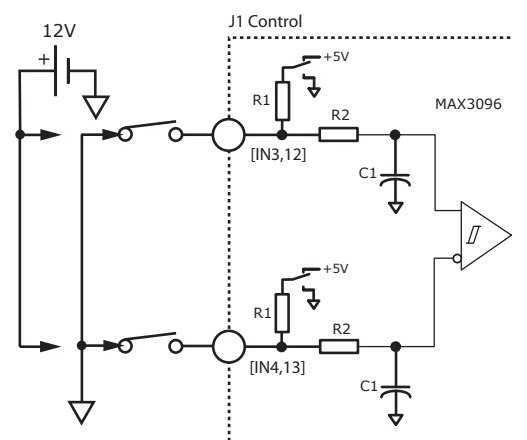 J1 Control
12V
+
+5V
R1
R2
MAX3096
[IN3,12]
C1
+5V
R1
R2
[IN4,13]
C1